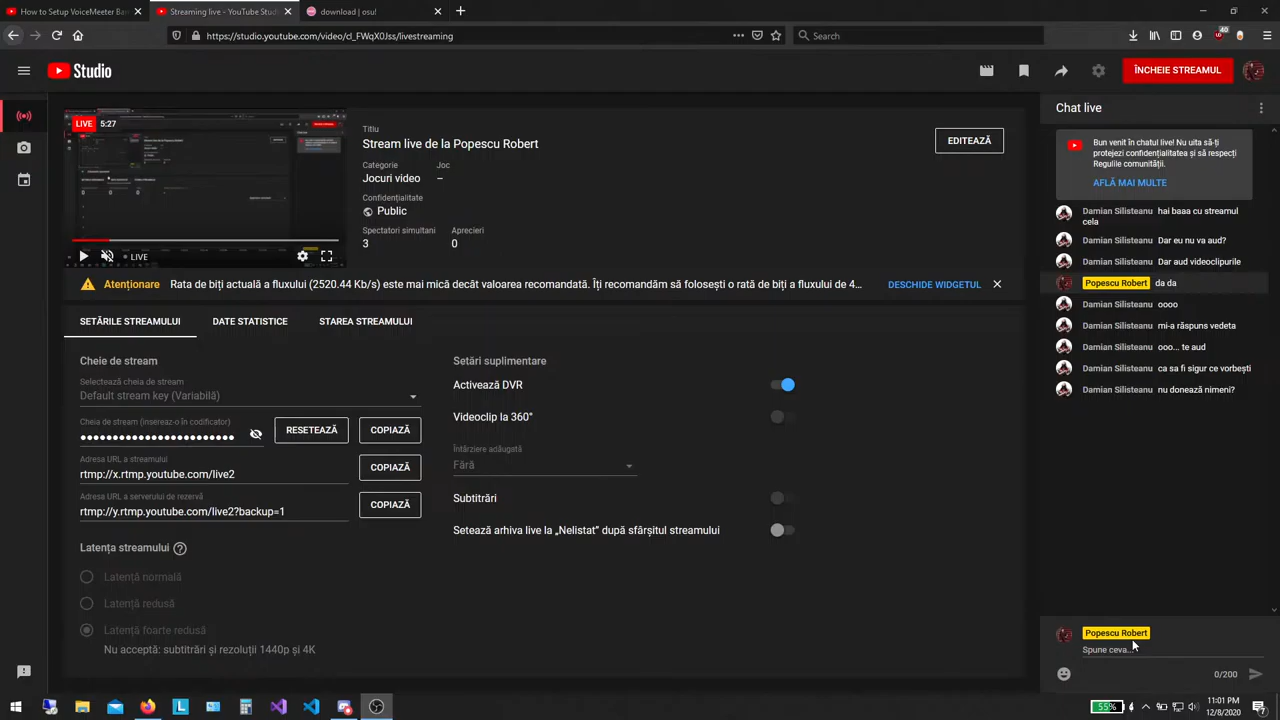 How to Setup VoiceMeeter Ba
Streaming live - YouTube Stud
download | osu!
https://studio.youtube.com/video/cl_FWqX0Jss/livestreaming
Search
40
Studio
ÎNCHEIE STREAMUL
LIVE 5:27
LIVE
Titlu
Stream live de la Popescu Robert
Categorie Joc
Jocuri video –
Confidențialitate
Public
Spectatori simultani Aprecieri
3 0
EDITEAZĂ
Atenționare Rata de biți actuală a fluxului (2520.44 Kb/s) este mai mică decât valoarea recomandată. Îți recomandăm să folosești o rată de biți a fluxului de 4…
DESCHIDE WIDGETUL
SETĂRILE STREAMULUI
DATE STATISTICE
STAREA STREAMULUI
Cheie de stream
Selectează cheia de stream
Default stream key (Variabilă)
Cheia de stream (inserează-o în codificator)
RESETEAZĂ
COPIAZĂ
Adresa URL a streamului
rtmp://x.rtmp.youtube.com/live2
COPIAZĂ
Adresa URL a serverului de rezervă
rtmp://y.rtmp.youtube.com/live2?backup=1
COPIAZĂ
Latența streamului
Latență normală
Latență redusă
Latență foarte redusă
Nu acceptă: subtitrări și rezoluții 1440p și 4K
Setări suplimentare
Activează DVR
Videoclip la 360°
Întârziere adăugată
Fără
Subtitrări
Setează arhiva live la „Nelistat” după sfârșitul streamului
Chat live
Bun venit în chatul live! Nu uita să-ți
protejezi confidențialitatea și să respecți
Regulile comunității.
AFLĂ MAI MULTE
Damian Silisteanu hai baaa cu streamul
cela
Damian Silisteanu Dar eu nu va aud?
Damian Silisteanu Dar aud videoclipurile
Popescu Robert da da
Damian Silisteanu oooo
Damian Silisteanu mi-a răspuns vedeta
Damian Silisteanu ooo... te aud
Damian Silisteanu ca sa fi sigur ce vorbești
Damian Silisteanu nu donează nimeni?
Popescu Robert
Spune ceva...
0/200
55%
11:01 PM
12/8/2020